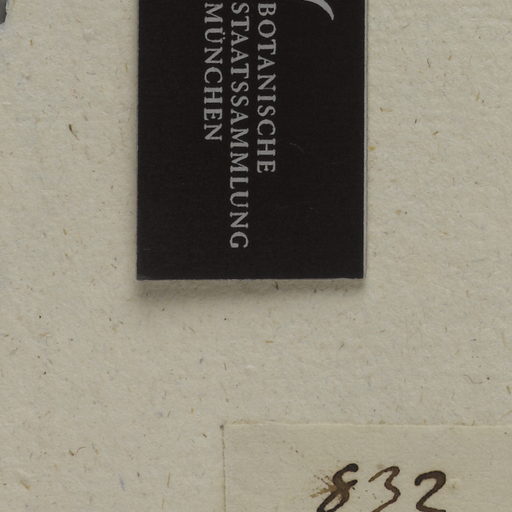 BOTANISCHE
STAATSSAMMLUNG
MÜNCHEN
832